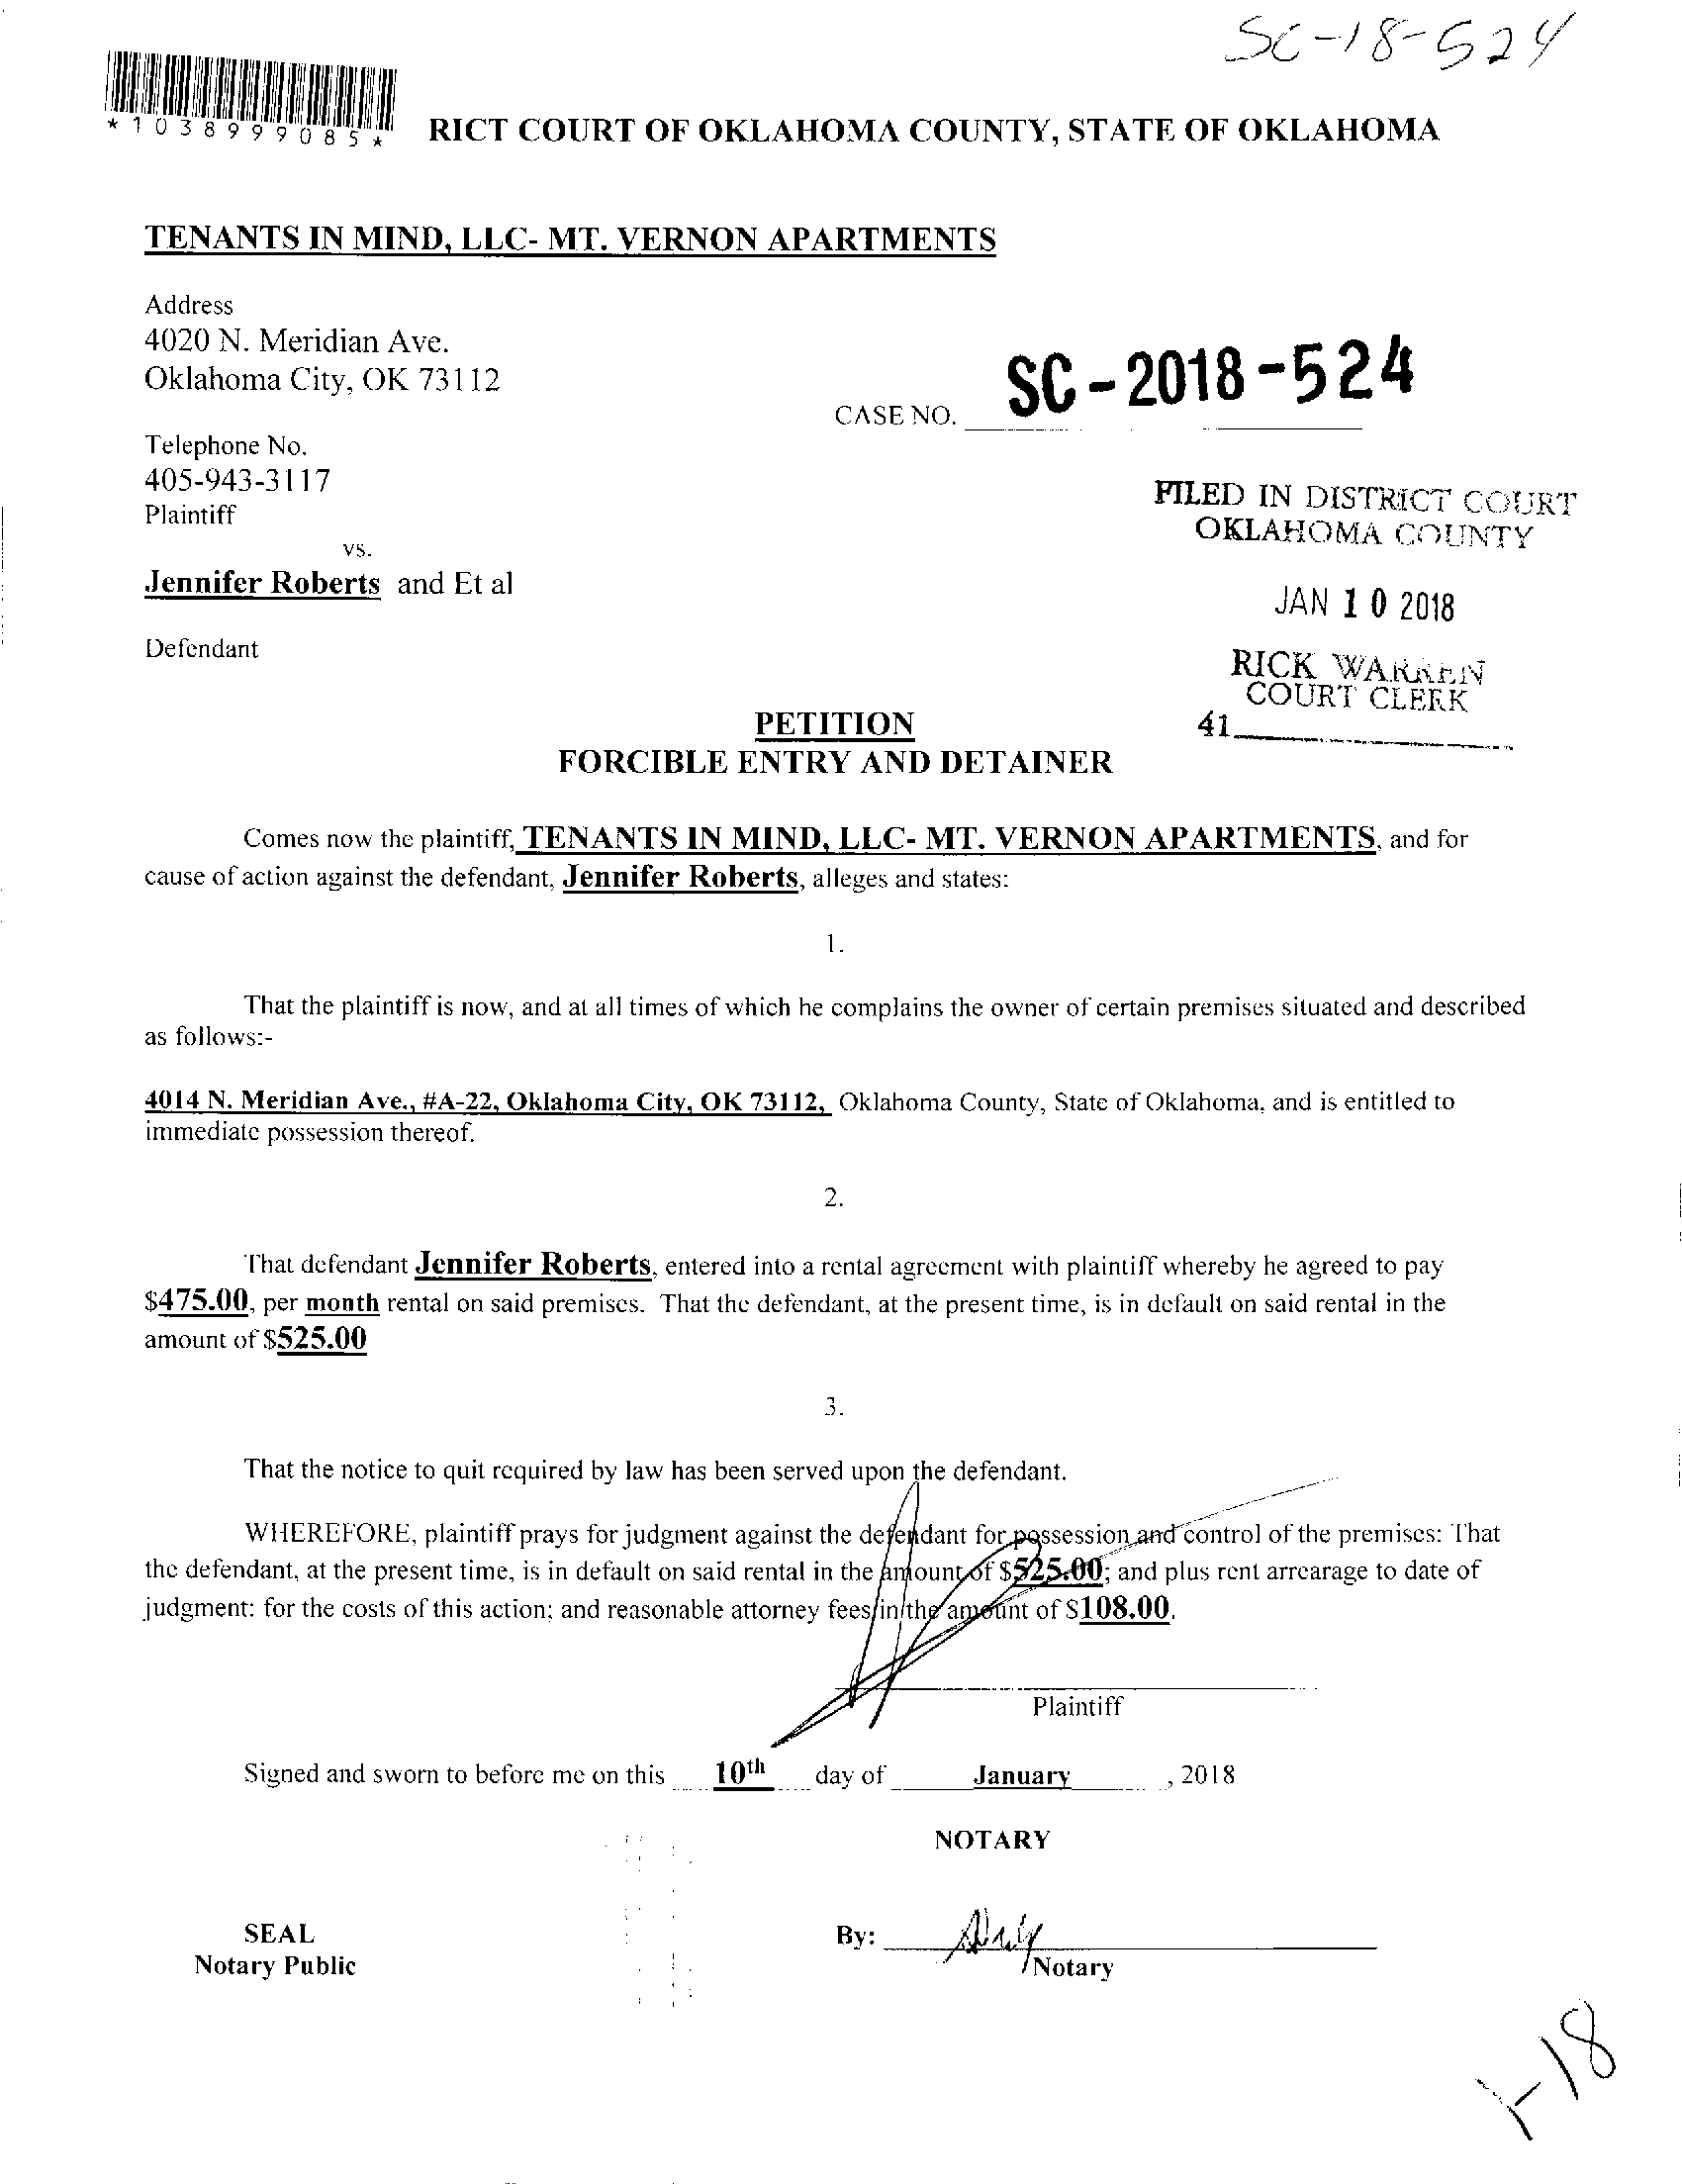 SC-18-524
*1038999085*
RICT COURT OF OKLAHOMA COUNTY, STATE OF OKLAHOMA
TENANTS IN MIND, LLC- MT. VERNON APARTMENTS
Address
4020 N. Meridian Ave.
Oklahoma City, OK 73112
CASE NO. SC-2018-524
Telephone No.
405-943-3117
Plaintiff
FILED IN DISTRICT COURT
OKLAHOMA COUNTY
vs.
Jennifer Roberts and Et al
JAN 10 2018
Defendant
RICK WARREN
COURT CLERK
41
PETITION
FORCIBLE ENTRY AND DETAINER
Comes now the plaintiff, TENANTS IN MIND, LLC- MT. VERNON APARTMENTS, and for
cause of action against the defendant, Jennifer Roberts, alleges and states:
1.
That the plaintiff is now, and at all times of which he complains the owner of certain premises situated and described
as follows:-
4014 N. Meridian Ave., #A-22, Oklahoma City, OK 73112, Oklahoma County, State of Oklahoma, and is entitled to
immediate possession thereof.
2.
That defendant Jennifer Roberts, entered into a rental agreement with plaintiff whereby he agreed to pay
$475.00, per month rental on said premises. That the defendant, at the present time, is in default on said rental in the
amount of $525.00
3.
That the notice to quit required by law has been served upon the defendant.
WHEREFORE, plaintiff prays for judgment against the defendant for possession and control of the premises: That
the defendant, at the present time, is in default on said rental in the amount of $525.00; and plus rent arrearage to date of
judgment: for the costs of this action; and reasonable attorney fees in the amount of $108.00.
Plaintiff
Signed and sworn to before me on this 10th day of January, 2018
NOTARY
SEAL
By:
Notary Public
Notary
1-18